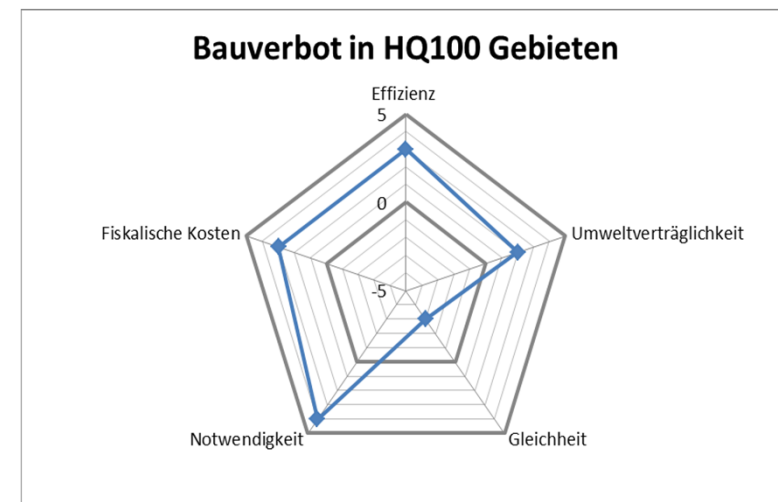 Bauverbot in HQ100 Gebieten
Effizienz
5
0
-5
Umweltverträglichkeit
Gleichheit
Notwendigkeit
Fiskalische Kosten